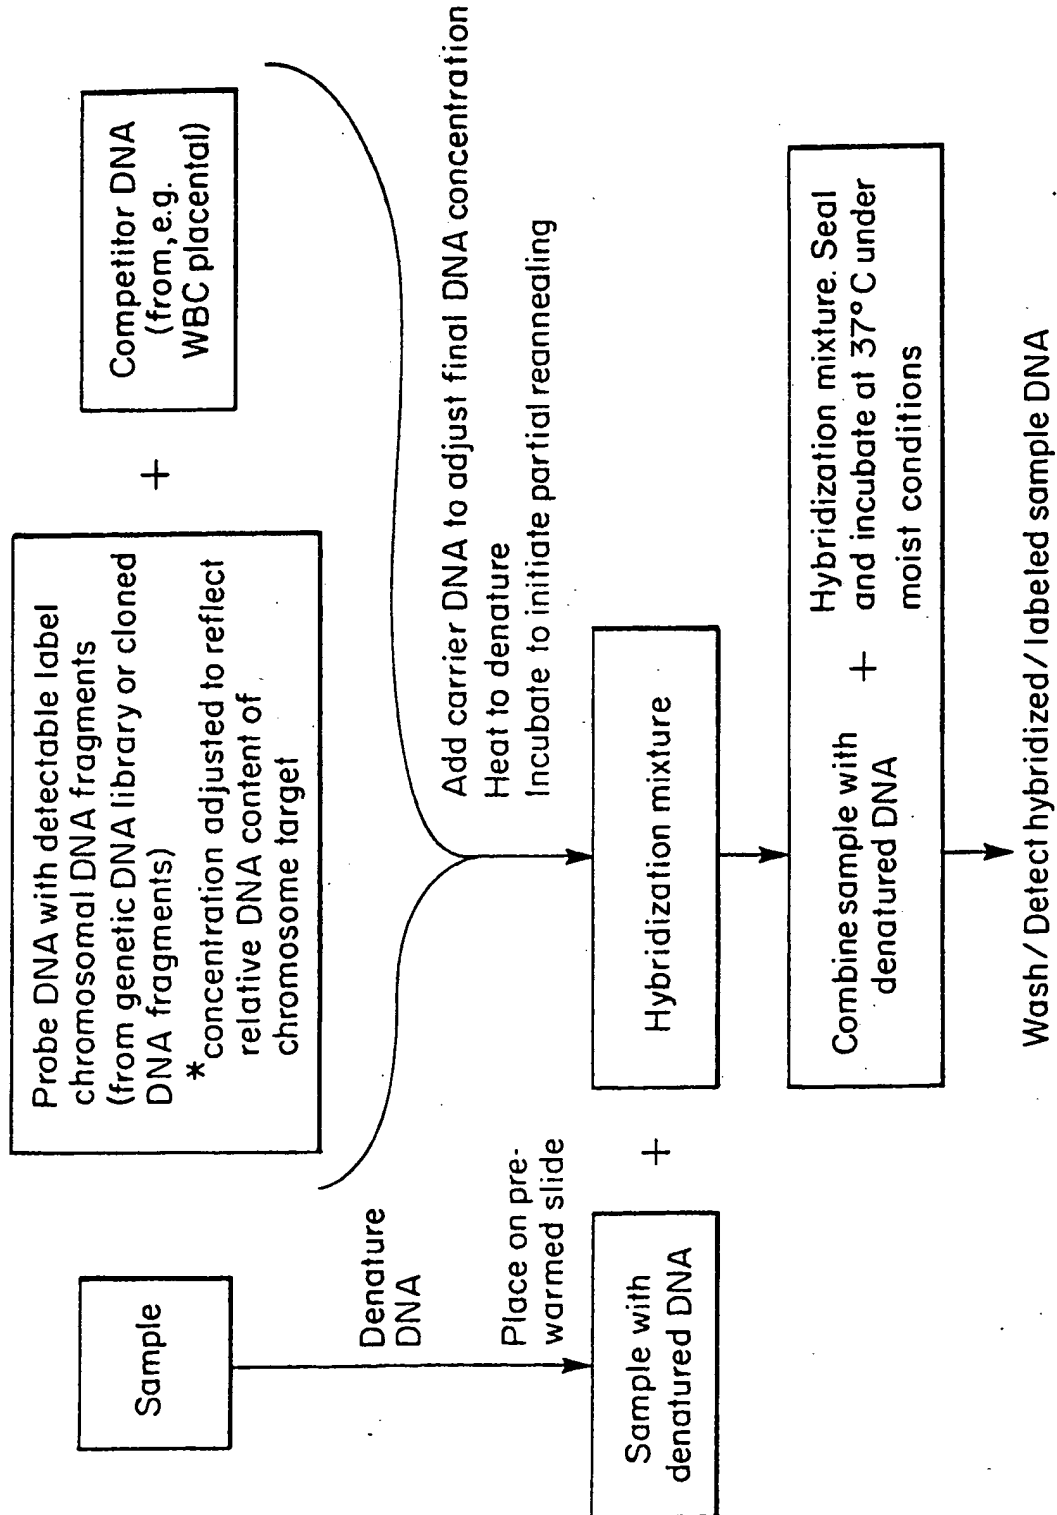 Sample
Probe DNA with detectable label
chromosomal DNA fragments
(from genetic DNA library or cloned
DNA fragments)
*concentration adjusted to reflect
relative DNA content of
chromosome target
+
Competitor DNA
(from, e.g.
WBC placental)
Denature
DNA
Place on pre-
warmed slide
Add carrier DNA to adjust final DNA concentration
Heat to denature
Incubate to initiate partial reannealing
Sample with
denatured DNA
+
Hybridization mixture
Combine sample with
denatured DNA
+
Hybridization mixture. Seal
and incubate at 37° C under
moist conditions
Wash/ Detect hybridized/ labeled sample DNA